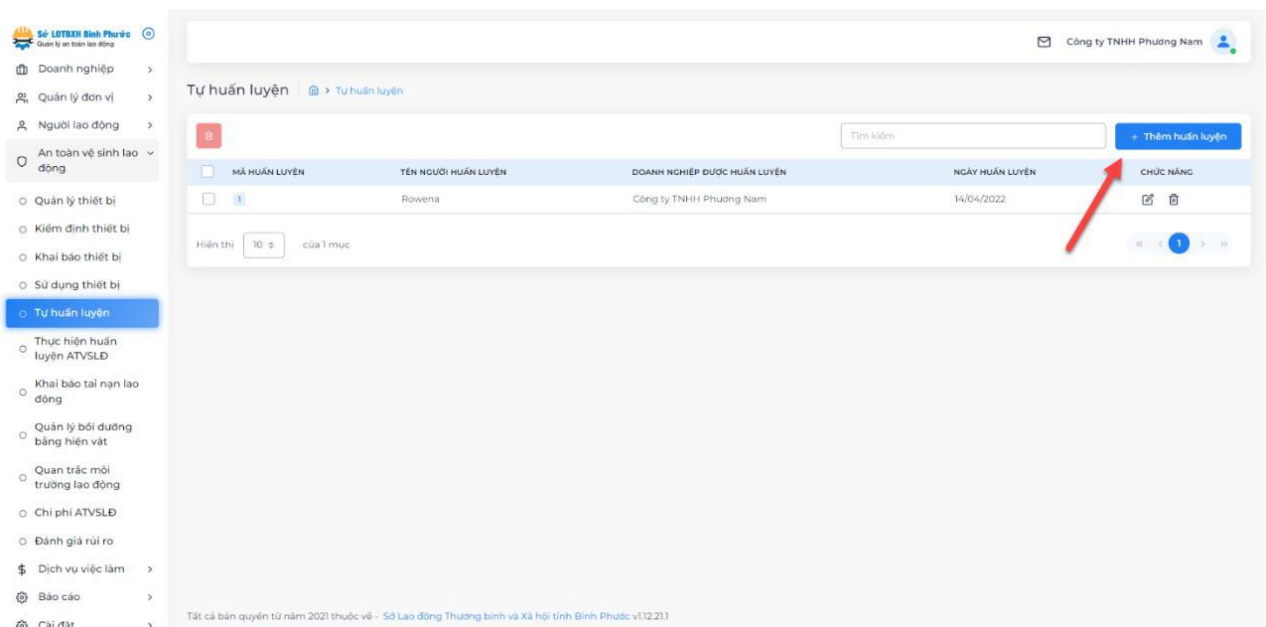 Sở LĐTBXH Bình Phước
Quản lý an toàn lao động
Công ty TNHH Phương Nam
Doanh nghiệp
Quản lý đơn vị
Người lao động
An toàn vệ sinh lao
động
Quản lý thiết bị
Kiểm định thiết bị
Khai báo thiết bị
Sử dụng thiết bị
Tự huấn luyện
Thực hiện huấn
luyện ATVSLĐ
Khai báo tai nạn lao
động
Quản lý bồi dưỡng
bằng hiện vật
Quan trắc môi
trường lao động
Chi phí ATVSLĐ
Đánh giá rủi ro
Dịch vụ việc làm
Báo cáo
Cài đặt
Tự huấn luyện > Tự huấn luyện
Tìm kiếm
+ Thêm huấn luyện
MÃ HUẤN LUYỆN TÊN NGƯỜI HUẤN LUYỆN DOANH NGHIỆP ĐƯỢC HUẤN LUYỆN NGÀY HUẤN LUYỆN CHỨC NĂNG
1 Rowena Công ty TNHH Phương Nam 14/04/2022
Hiển thị 10 của 1 mục « < 1 > »
Tất cả bản quyền từ năm 2021 thuộc về - Sở Lao động Thương binh và Xã hội tỉnh Bình Phước v1.12.21.1